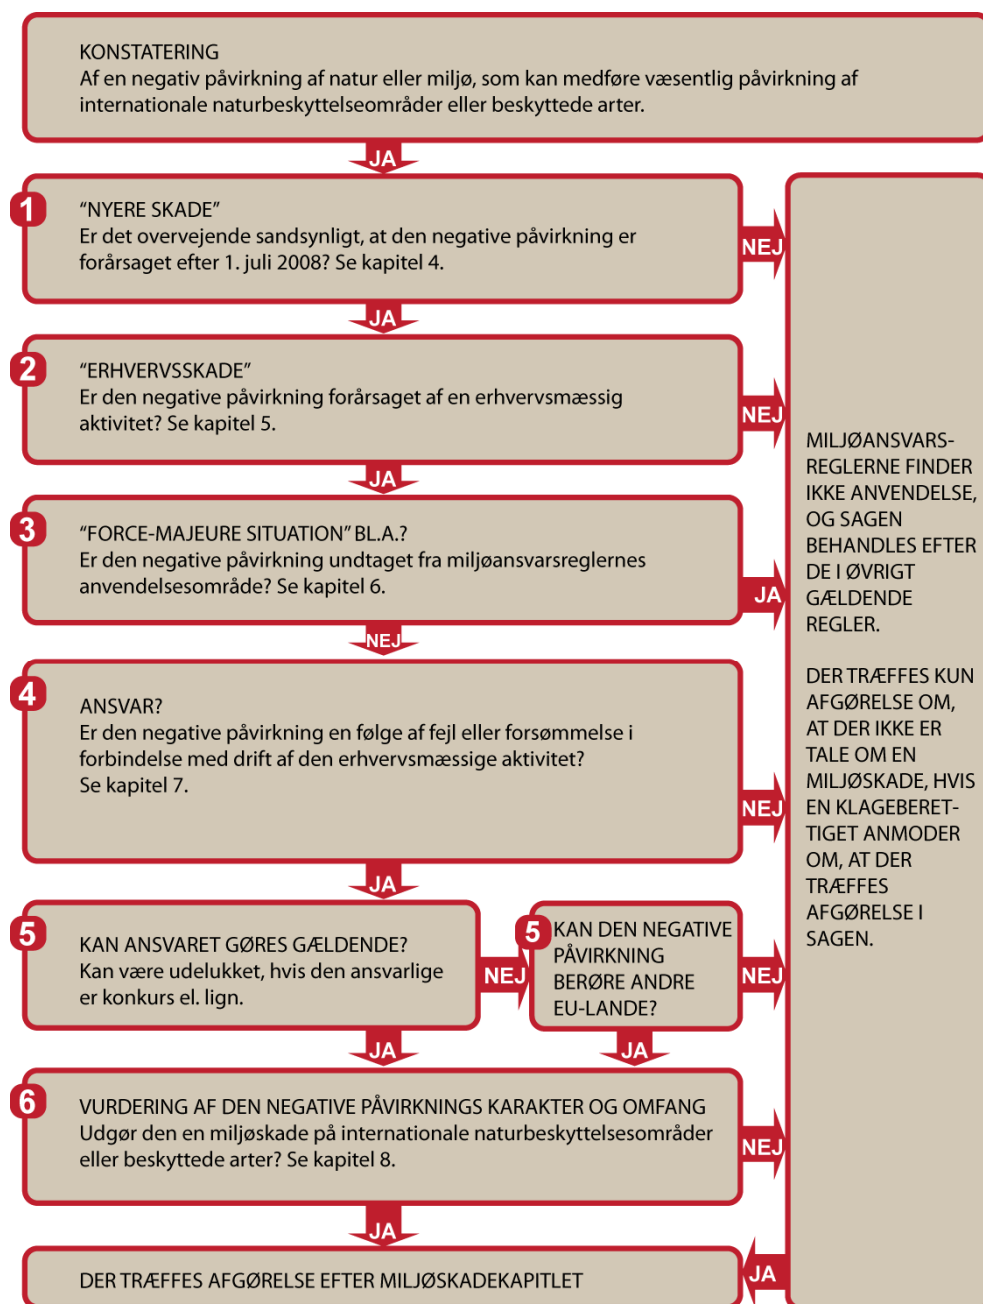 KONSTATERING
Af en negativ påvirkning af natur eller miljø, som kan medføre væsentlig påvirkning af
internationale naturbeskyttelseområder eller beskyttede arter.
JA
1
“NYERE SKADE”
Er det overvejende sandsynligt, at den negative påvirkning er
forårsaget efter 1. juli 2008? Se kapitel 4.
NEJ
JA
2
“ERHVERVSSKADE”
Er den negative påvirkning forårsaget af en erhvervsmæssig
aktivitet? Se kapitel 5.
NEJ
JA
3
“FORCE-MAJEURE SITUATION” BL.A.?
Er den negative påvirkning undtaget fra miljøansvarsreglernes
anvendelsesområde? Se kapitel 6.
JA
NEJ
4
ANSVAR?
Er den negative påvirkning en følge af fejl eller forsømmelse i
forbindelse med drift af den erhvervsmæssige aktivitet?
Se kapitel 7.
NEJ
JA
5
KAN ANSVARET GØRES GÆLDENDE?
Kan være udelukket, hvis den ansvarlige
er konkurs el. lign.
NEJ
5
KAN DEN NEGATIVE
PÅVIRKNING
BERØRE ANDRE
EU-LANDE?
NEJ
JA
JA
6
VURDERING AF DEN NEGATIVE PÅVIRKNINGS KARAKTER OG OMFANG
Udgør den en miljøskade på internationale naturbeskyttelsesområder
eller beskyttede arter? Se kapitel 8.
NEJ
JA
DER TRÆFFES AFGØRELSE EFTER MILJØSKADEKAPITLET
JA
MILJØANSVARS-
REGLERNE FINDER
IKKE ANVENDELSE,
OG SAGEN
BEHANDLES EFTER
DE I ØVRIGT
GÆLDENDE
REGLER.
DER TRÆFFES KUN
AFGØRELSE OM,
AT DER IKKE ER
TALE OM EN
MILJØSKADE, HVIS
EN KLAGEBERET-
TIGET ANMODER
OM, AT DER
TRÆFFES
AFGØRELSE I
SAGEN.